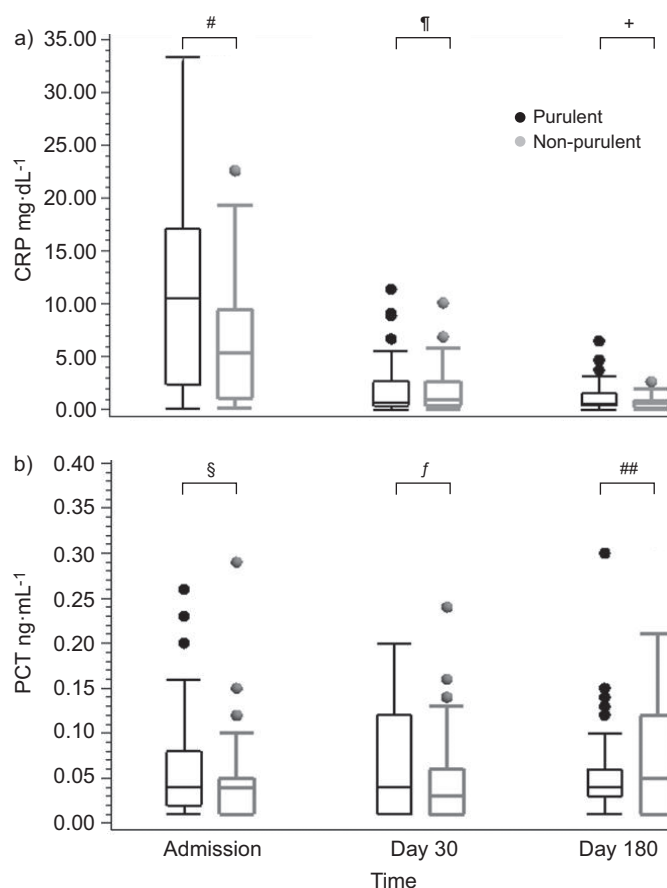 a)
#
¶
+
35.00
30.00
25.00
20.00
15.00
10.00
5.00
0.00
CRP mg·dL-1
Purulent
Non-purulent
b)
§
ƒ
##
0.40
0.35
0.30
0.25
0.20
0.15
0.10
0.05
0.00
PCT ng·mL-1
Admission Day 30 Day 180
Time